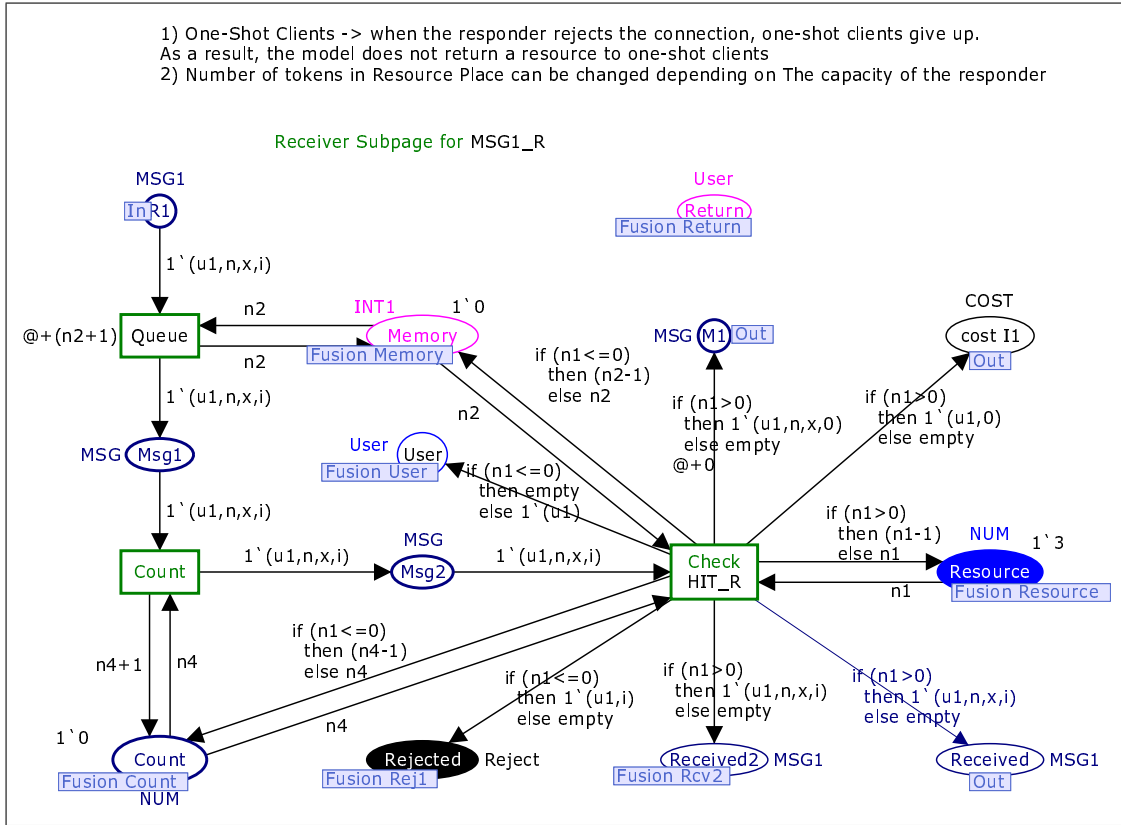 1) One-Shot Clients -> when the responder rejects the connection, one-shot clients give up.
As a result, the model does not return a resource to one-shot clients
2) Number of tokens in Resource Place can be changed depending on The capacity of the responder
Receiver Subpage for MSG1_R
MSG1
In
R1
User
Return
Fusion Return
1`(u1,n,x,i)
@+(n2+1)
Queue
n2
n2
INT1
1`0
Memory
Fusion Memory
MSG
M1
Out
COST
cost I1
Out
if (n1<=0)
then (n2-1)
else n2
n2
1`(u1,n,x,i)
if (n1>0)
then 1`(u1,n,x,0)
else empty
@+0
if (n1>0)
then 1`(u1,0)
else empty
MSG
Msg1
User
User
Fusion User
if (n1<=0)
then empty
else 1`(u1)
1`(u1,n,x,i)
if (n1>0)
then (n1-1)
else n1
NUM
1`3
Resource
Fusion Resource
n1
Count
1`(u1,n,x,i)
MSG
Msg2
1`(u1,n,x,i)
Check
HIT_R
n4+1
n4
if (n1<=0)
then (n4-1)
else n4
n4
if (n1<=0)
then 1`(u1,i)
else empty
if (n1>0)
then 1`(u1,n,x,i)
else empty
if (n1>0)
then 1`(u1,n,x,i)
else empty
1`0
Count
Fusion Count
NUM
Rejected
Reject
Fusion Rej1
Received2
MSG1
Fusion Rcv2
Received
MSG1
Out